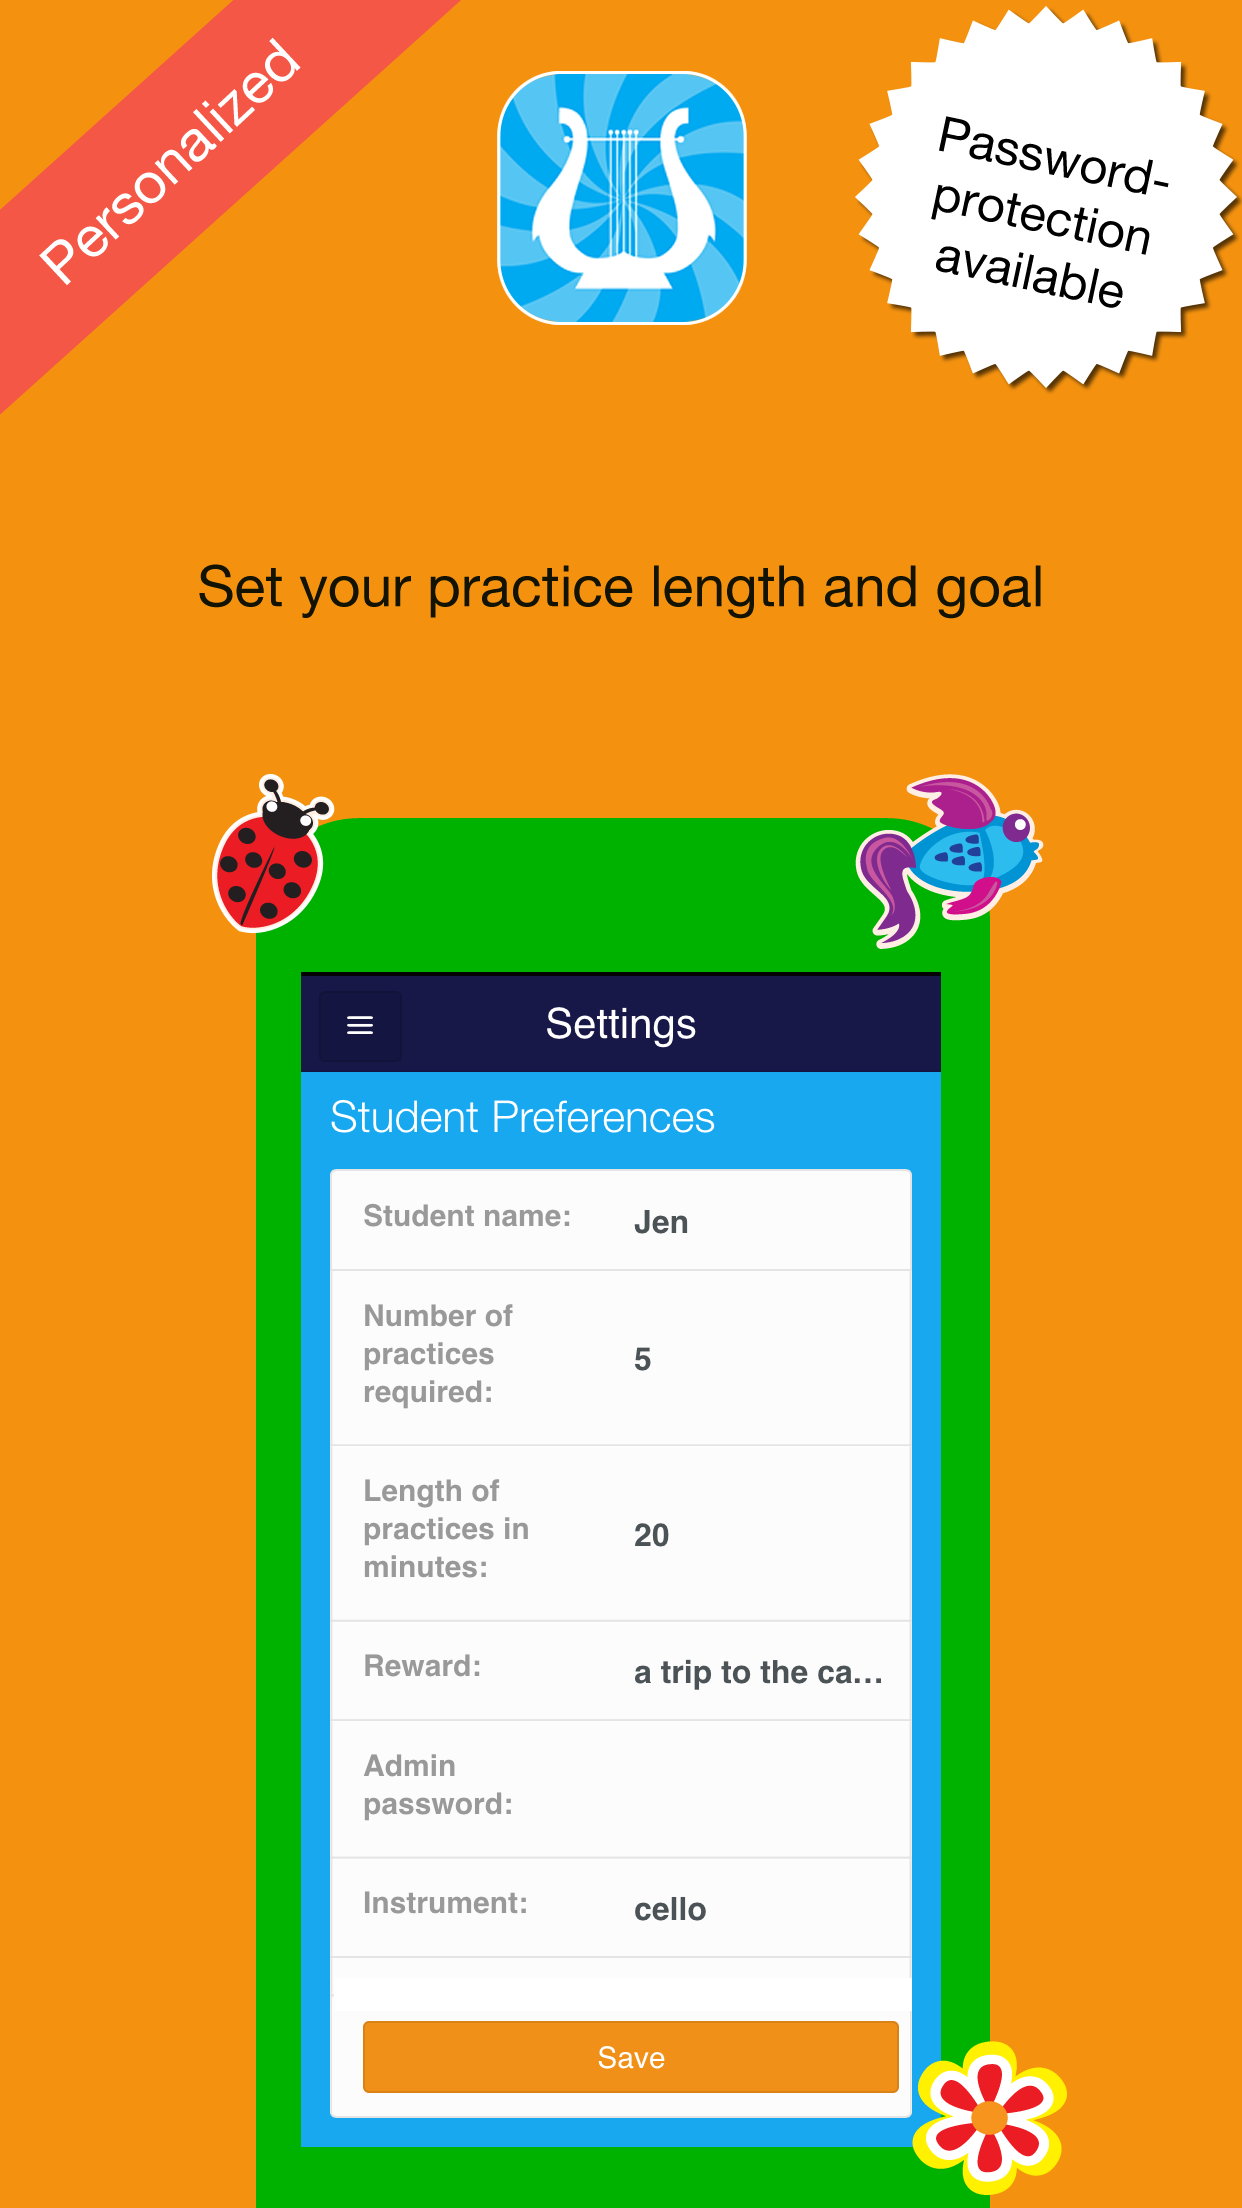 Personalized
Password-
protection
available
Set your practice length and goal
Settings
Student Preferences
Student name: Jen
Number of
practices
required: 5
Length of
practices in
minutes: 20
Reward: a trip to the ca...
Admin
password:
Instrument: cello
Save